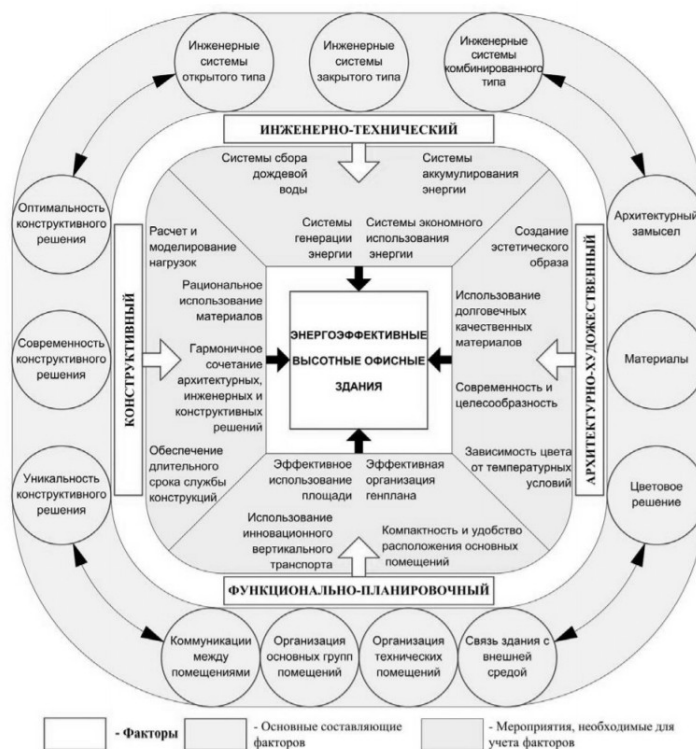 Инженерные
системы
открытого типа
Инженерные
системы
закрытого типа
Инженерные
системы
комбинированного
типа
ИНЖЕНЕРНО-ТЕХНИЧЕСКИЙ
Системы сбора
дождевой
воды
Системы
аккумулирования
энергии
Системы
генерации
энергии
Системы экономного
использования
энергии
Оптимальность
конструктивного
решения
Современность
конструктивного
решения
Уникальность
конструктивного
решения
КОНСТРУКТИВНЫЙ
Расчет и
моделирование
нагрузок
Рациональное
использование
материалов
Гармоничное
сочетание
архитектурных,
инженерных и
конструктивных
решений
Обеспечение
длительного
срока службы
конструкций
ЭНЕРГОЭФФЕКТИВНЫЕ
ВЫСОТНЫЕ ОФИСНЫЕ
ЗДАНИЯ
Создание
эстетического
образа
Использование
долговечных
качественных
материалов
Современность и
целесообразность
Зависимость цвета
от температурных
условий
АРХИТЕКТУРНО-ХУДОЖЕСТВЕННЫЙ
Архитектурный
замысел
Материалы
Цветовое
решение
Эффективное
использование
площади
Эффективная
организация
генплана
Использование
инновационного
вертикального
транспорта
Компактность и удобство
расположения основных
помещений
ФУНКЦИОНАЛЬНО-ПЛАНИРОВОЧНЫЙ
Коммуникации
между
помещениями
Организация
основных групп
помещений
Организация
технических
помещений
Связь здания с
внешней
средой
- Факторы
- Основные составляющие
факторов
- Мероприятия, необходимые для
учета факторов